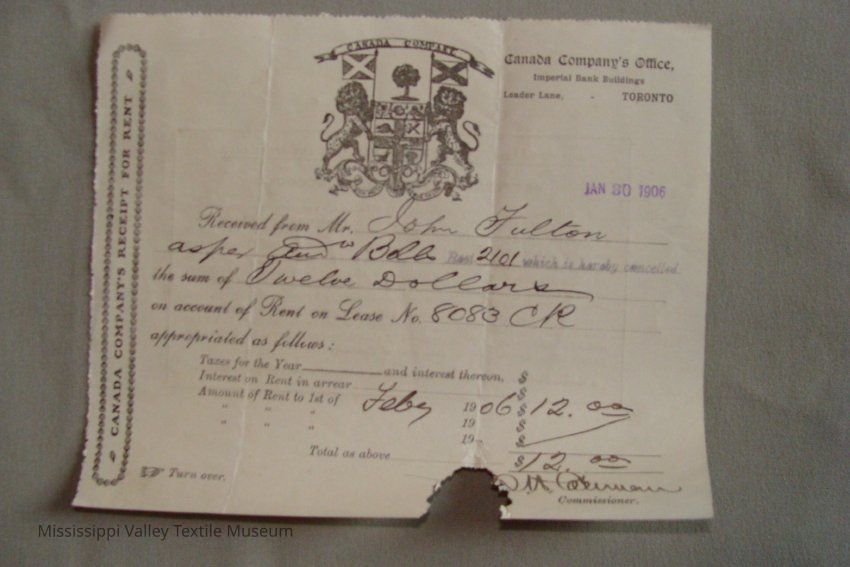 CANADA COMPANY'S RECEIPT FOR RENT
CANADA COMPANY
Canada Company's Office,
Imperial Bank Buildings
Leader Lane, - TORONTO
JAN 30 1906
Received from Mr. John Fulton
as per 2101 which is hereby cancelled
the sum of Twelve Dollars
on account of Rent on Lease No. 8083 CR
appropriated as follows:
Taxes for the Year and interest thereon, $
Interest on Rent in arrear $
Amount of Rent to 1st of Feby 1906 $ 12.00
" " " 19 $
" " " 19 $
Total as above $ 12.00
Turn over.
Commissioner.
Mississippi Valley Textile Museum